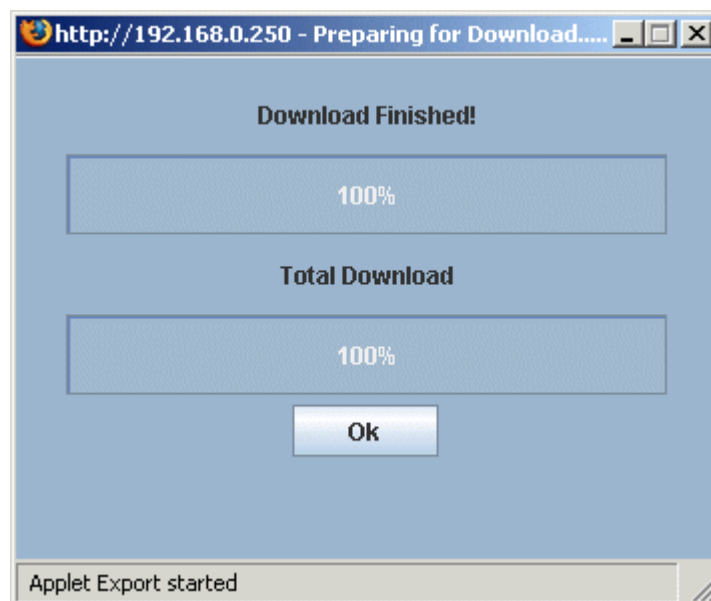 http://192.168.0.250 - Preparing for Download.....
Download Finished!
100%
Total Download
100%
Ok
Applet Export started